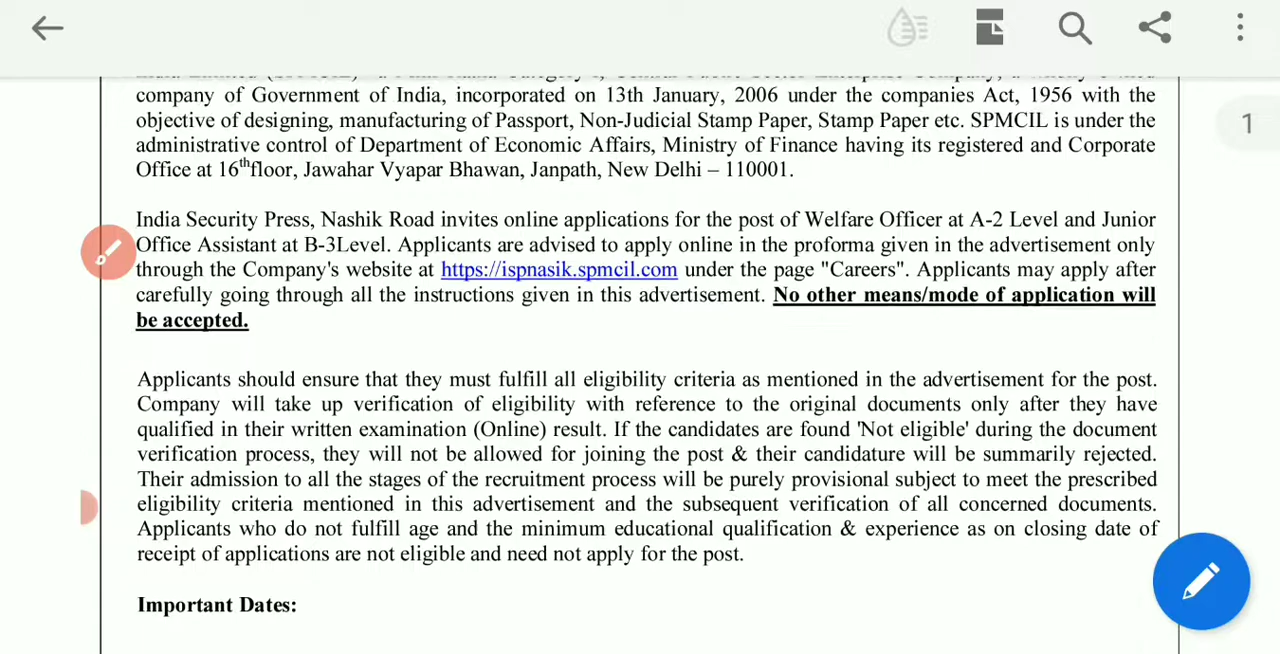 1
company of Government of India, incorporated on 13th January, 2006 under the companies Act, 1956 with the
objective of designing, manufacturing of Passport, Non-Judicial Stamp Paper, Stamp Paper etc. SPMCIL is under the
administrative control of Department of Economic Affairs, Ministry of Finance having its registered and Corporate
Office at 16thfloor, Jawahar Vyapar Bhawan, Janpath, New Delhi – 110001.
India Security Press, Nashik Road invites online applications for the post of Welfare Officer at A-2 Level and Junior
Office Assistant at B-3Level. Applicants are advised to apply online in the proforma given in the advertisement only
through the Company's website at https://ispnasik.spmcil.com under the page "Careers". Applicants may apply after
carefully going through all the instructions given in this advertisement. No other means/mode of application will
be accepted.
Applicants should ensure that they must fulfill all eligibility criteria as mentioned in the advertisement for the post.
Company will take up verification of eligibility with reference to the original documents only after they have
qualified in their written examination (Online) result. If the candidates are found 'Not eligible' during the document
verification process, they will not be allowed for joining the post & their candidature will be summarily rejected.
Their admission to all the stages of the recruitment process will be purely provisional subject to meet the prescribed
eligibility criteria mentioned in this advertisement and the subsequent verification of all concerned documents.
Applicants who do not fulfill age and the minimum educational qualification & experience as on closing date of
receipt of applications are not eligible and need not apply for the post.
Important Dates: